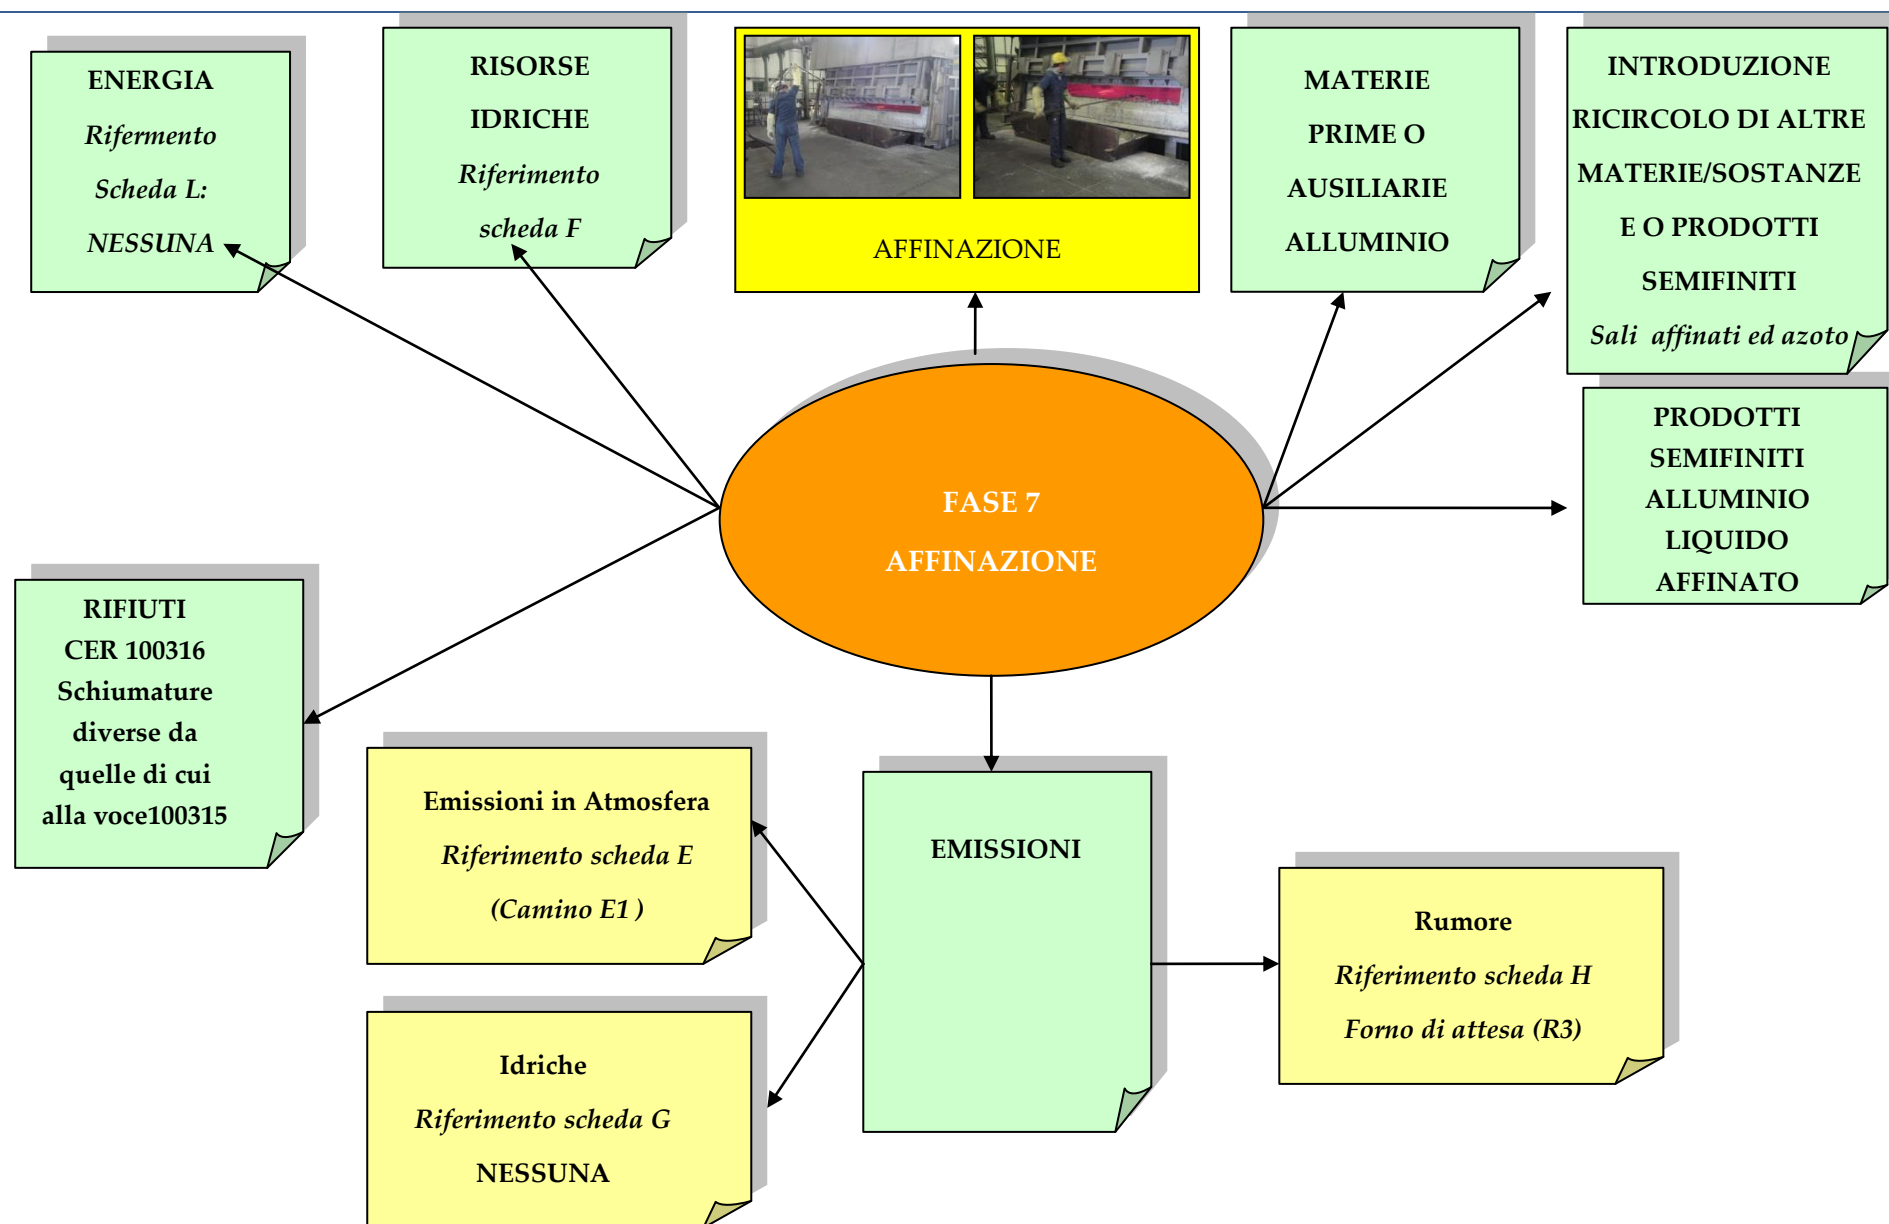 ENERGIA
Rifermento
Scheda L:
NESSUNA
RISORSE
IDRICHE
Riferimento
scheda F
AFFINAZIONE
MATERIE
PRIME O
AUSILIARIE
ALLUMINIO
INTRODUZIONE
RICIRCOLO DI ALTRE
MATERIE/SOSTANZE
E O PRODOTTI
SEMIFINITI
Sali affinati ed azoto
PRODOTTI
SEMIFINITI
ALLUMINIO
LIQUIDO
AFFINATO
FASE 7
AFFINAZIONE
RIFIUTI
CER 100316
Schiumature
diverse da
quelle di cui
alla voce100315
Emissioni in Atmosfera
Riferimento scheda E
(Camino E1 )
EMISSIONI
Rumore
Riferimento scheda H
Forno di attesa (R3)
Idriche
Riferimento scheda G
NESSUNA